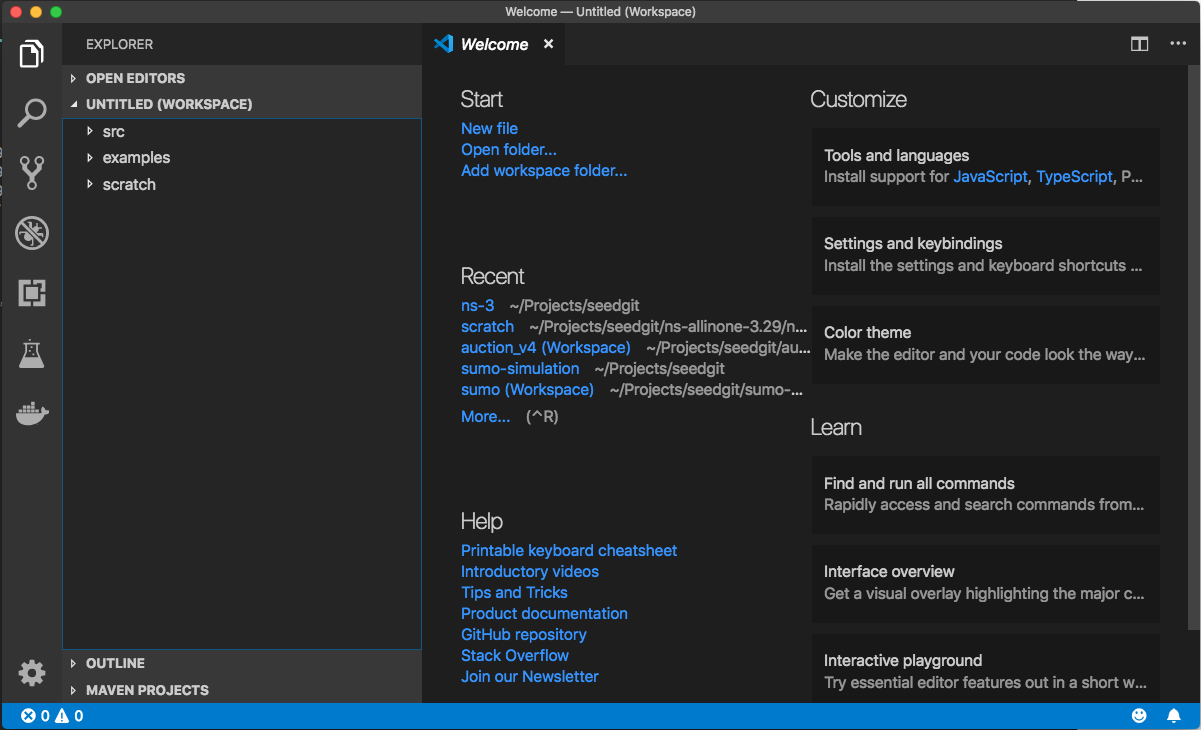 Welcome — Untitled (Workspace)
EXPLORER
OPEN EDITORS
UNTITLED (WORKSPACE)
src
examples
scratch
OUTLINE
MAVEN PROJECTS
Welcome
Start
New file
Open folder...
Add workspace folder...
Recent
ns-3 ~/Projects/seedgit
scratch ~/Projects/seedgit/ns-allinone-3.29/n...
auction_v4 (Workspace) ~/Projects/seedgit/au...
sumo-simulation ~/Projects/seedgit
sumo (Workspace) ~/Projects/seedgit/sumo-...
More... (^R)
Help
Printable keyboard cheatsheet
Introductory videos
Tips and Tricks
Product documentation
GitHub repository
Stack Overflow
Join our Newsletter
Customize
Tools and languages
Install support for JavaScript, TypeScript, P...
Settings and keybindings
Install the settings and keyboard shortcuts ...
Color theme
Make the editor and your code look the way...
Learn
Find and run all commands
Rapidly access and search commands from...
Interface overview
Get a visual overlay highlighting the major c...
Interactive playground
Try essential editor features out in a short w...
0 0